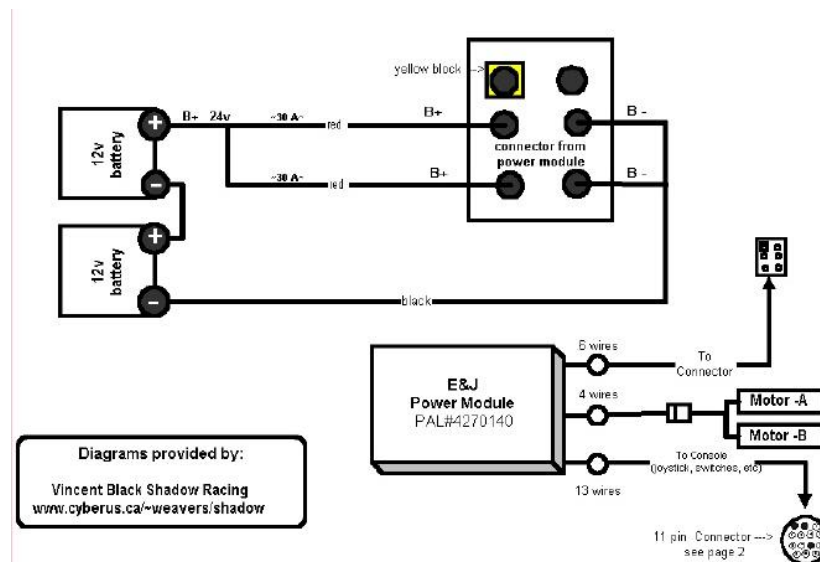 yellow block --->
B+ 24v
~30 A~
red
B+
B -
+
12v
battery
−
connector from
power module
~30 A~
red
B+
B -
+
12v
battery
−
black
6 wires
To
Connector
E&J
Power Module
PAL#4270140
4 wires
Motor -A
Motor -B
To Console
(joystick, switches, etc)
13 wires
Diagrams provided by:
Vincent Black Shadow Racing
www.cyberus.ca/~weavers/shadow
11 pin Connector --->
see page 2